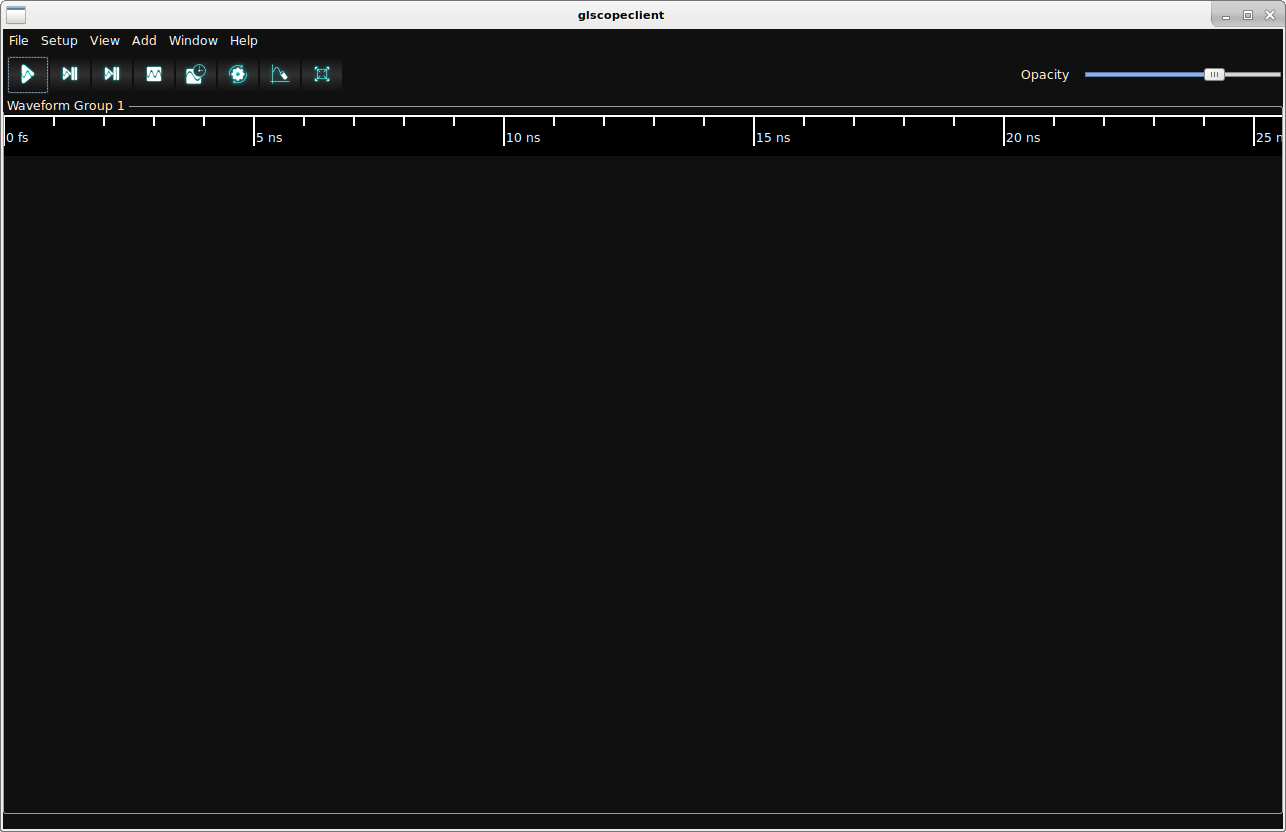 glscopeclient
File Setup View Add Window Help
Opacity
Waveform Group 1
0 fs 5 ns 10 ns 15 ns 20 ns 25 n